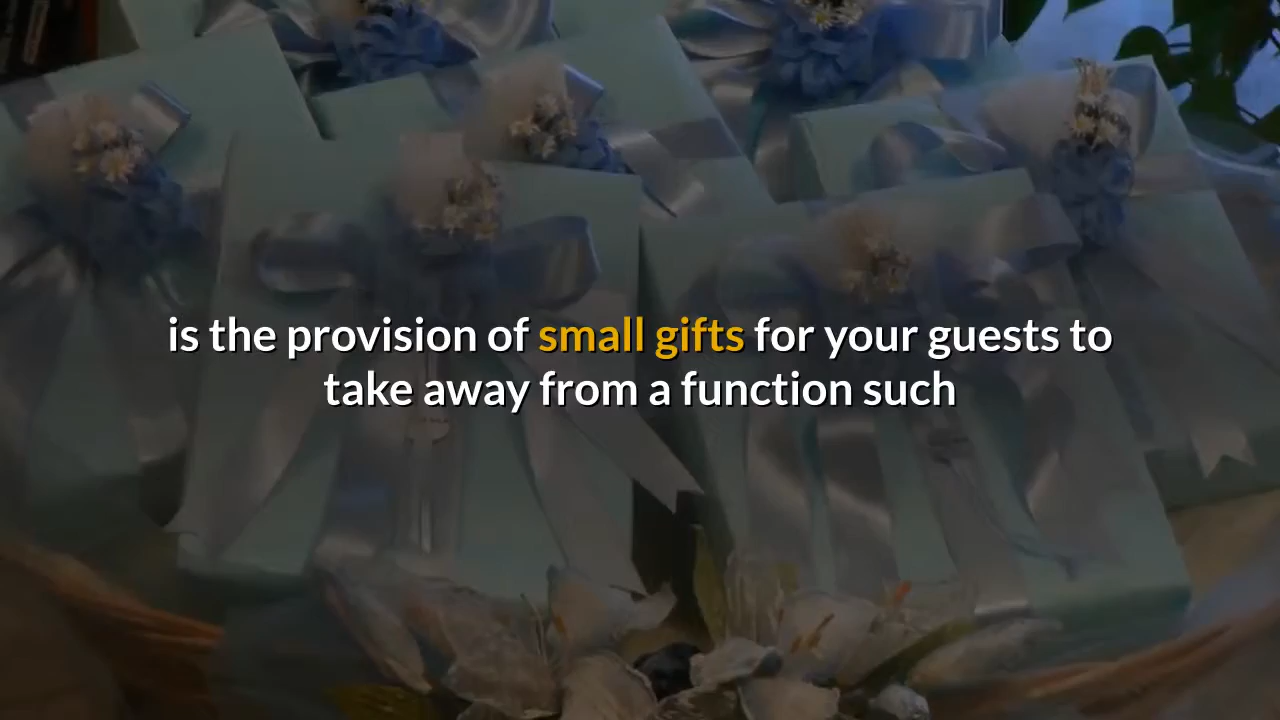 is the provision of small gifts for your guests to
take away from a function such